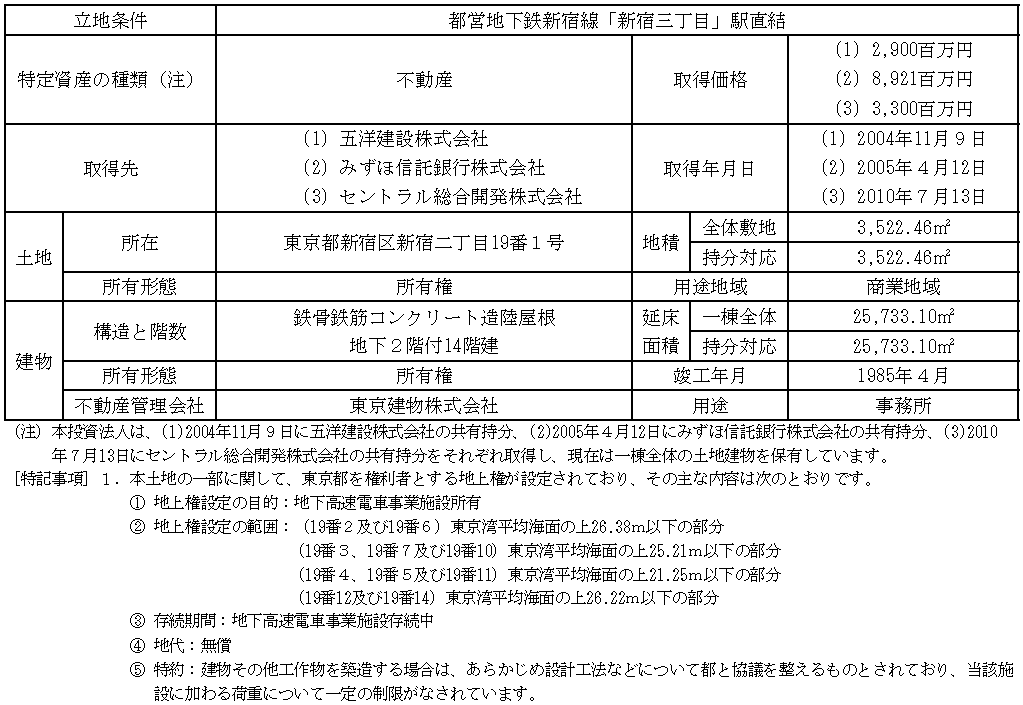 立地条件 都営地下鉄新宿線「新宿三丁目」駅直結
特定資産の種類（注） 不動産 取得価格 (1) 2,900百万円
(2) 8,921百万円
(3) 3,300百万円
取得先 (1) 五洋建設株式会社
(2) みずほ信託銀行株式会社
(3) セントラル総合開発株式会社
取得年月日 (1) 2004年11月９日
(2) 2005年４月12日
(3) 2010年７月13日
土地 所在 東京都新宿区新宿二丁目19番１号 地積 全体敷地 3,522.46㎡
持分対応 3,522.46㎡
所有形態 所有権 用途地域 商業地域
建物 構造と階数 鉄骨鉄筋コンクリート造陸屋根
地下２階付14階建
延床面積 一棟全体 25,733.10㎡
持分対応 25,733.10㎡
所有形態 所有権 竣工年月 1985年４月
不動産管理会社 東京建物株式会社 用途 事務所
（注）本投資法人は、(1)2004年11月９日に五洋建設株式会社の共有持分、(2)2005年４月12日にみずほ信託銀行株式会社の共有持分、(3)2010
年７月13日にセントラル総合開発株式会社の共有持分をそれぞれ取得し、現在は一棟全体の土地建物を保有しています。
[特記事項] １．本土地の一部に関して、東京都を権利者とする地上権が設定されており、その主な内容は次のとおりです。
① 地上権設定の目的：地下高速電車事業施設所有
② 地上権設定の範囲：（19番２及び19番６）東京湾平均海面の上26.38ｍ以下の部分
（19番３、19番７及び19番10）東京湾平均海面の上25.21ｍ以下の部分
（19番４、19番５及び19番11）東京湾平均海面の上21.25ｍ以下の部分
（19番12及び19番14）東京湾平均海面の上26.22ｍ以下の部分
③ 存続期間：地下高速電車事業施設存続中
④ 地代：無償
⑤ 特約：建物その他工作物を築造する場合は、あらかじめ設計工法などについて都と協議を整えるものとされており、当該施
設に加わる荷重について一定の制限がなされています。